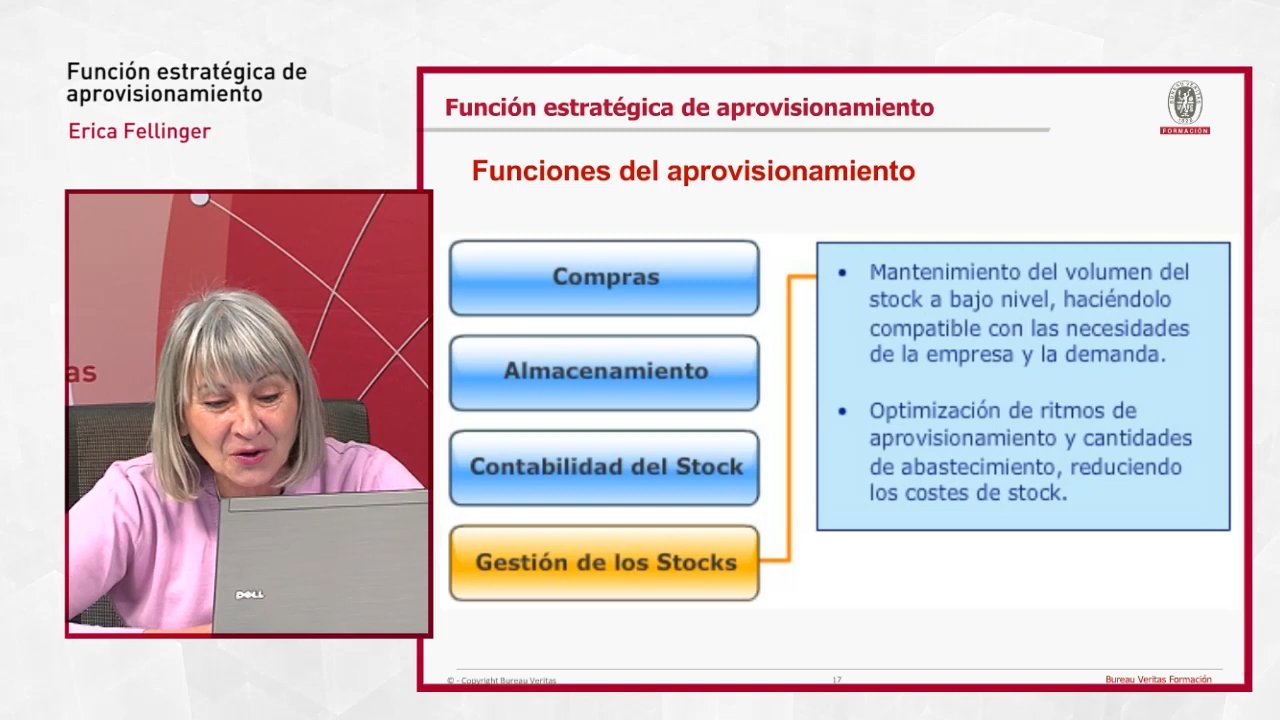 Función estratégica de
aprovisionamiento
Erica Fellinger
as
DELL
Función estratégica de aprovisionamiento
FORMACIÓN
Funciones del aprovisionamiento
Compras
Almacenamiento
Contabilidad del Stock
Gestión de los Stocks
• Mantenimiento del volumen del
stock a bajo nivel, haciéndolo
compatible con las necesidades
de la empresa y la demanda.
• Optimización de ritmos de
aprovisionamiento y cantidades
de abastecimiento, reduciendo
los costes de stock.
© - Copyright Bureau Veritas
17
Bureau Veritas Formación